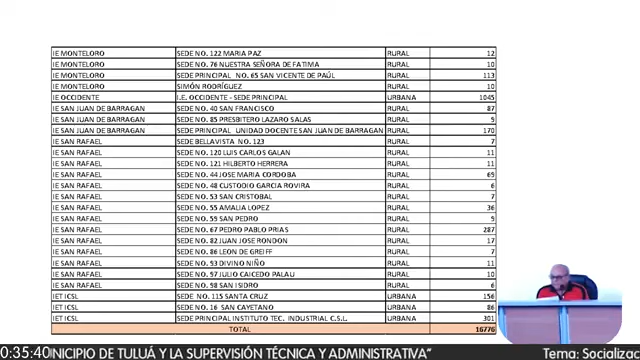 IE MONTELORO SEDE NO. 122 MARIA PAZ RURAL 12
IE MONTELORO SEDE NO. 76 NUESTRA SEÑORA DE FATIMA RURAL 10
IE MONTELORO SEDE PRINCIPAL NO. 65 SAN VICENTE DE PAÚL RURAL 113
IE MONTELORO SIMÓN RODRÍGUEZ RURAL 10
IE OCCIDENTE I.E. OCCIDENTE - SEDE PRINCIPAL URBANA 1045
IE SAN JUAN DE BARRAGAN SEDE NO. 40 SAN FRANCISCO RURAL 87
IE SAN JUAN DE BARRAGAN SEDE NO. 85 PRESBITERO LAZARO SALAS RURAL 9
IE SAN JUAN DE BARRAGAN SEDE PRINCIPAL UNIDAD DOCENTE SAN JUAN DE BARRAGAN RURAL 170
IE SAN RAFAEL SEDE BELLAVISTA NO. 123 RURAL 7
IE SAN RAFAEL SEDE NO. 120 LUIS CARLOS GALAN RURAL 11
IE SAN RAFAEL SEDE NO. 121 HILBERTO HERRERA RURAL 11
IE SAN RAFAEL SEDE NO. 44 JOSE MARIA CORDOBA RURAL 69
IE SAN RAFAEL SEDE NO. 48 CUSTODIO GARCIA ROVIRA RURAL 6
IE SAN RAFAEL SEDE NO. 53 SAN CRISTOBAL RURAL 7
IE SAN RAFAEL SEDE NO. 55 AMALIA LOPEZ RURAL 36
IE SAN RAFAEL SEDE NO. 59 SAN PEDRO RURAL 9
IE SAN RAFAEL SEDE NO. 67 PEDRO PABLO PRIAS RURAL 287
IE SAN RAFAEL SEDE NO. 82 JUAN JOSE RONDON RURAL 17
IE SAN RAFAEL SEDE NO. 86 LEON DE GREIFF RURAL 7
IE SAN RAFAEL SEDE NO. 93 DIVINO NIÑO RURAL 11
IE SAN RAFAEL SEDE NO. 97 JULIO CAICEDO PALAU RURAL 10
IE SAN RAFAEL SEDE NO. 98 SAN ISIDRO RURAL 6
IET ICSL SEDE NO. 115 SANTA CRUZ URBANA 156
IET ICSL SEDE NO. 16 SAN CAYETANO URBANA 86
IET ICSL SEDE PRINCIPAL INSTITUTO TEC. INDUSTRIAL C.S.L. URBANA 301
TOTAL 16776
0:35:40 INICIPIO DE TULUÁ Y LA SUPERVISIÓN TÉCNICA Y ADMINISTRATIVA” Tema: Socializac